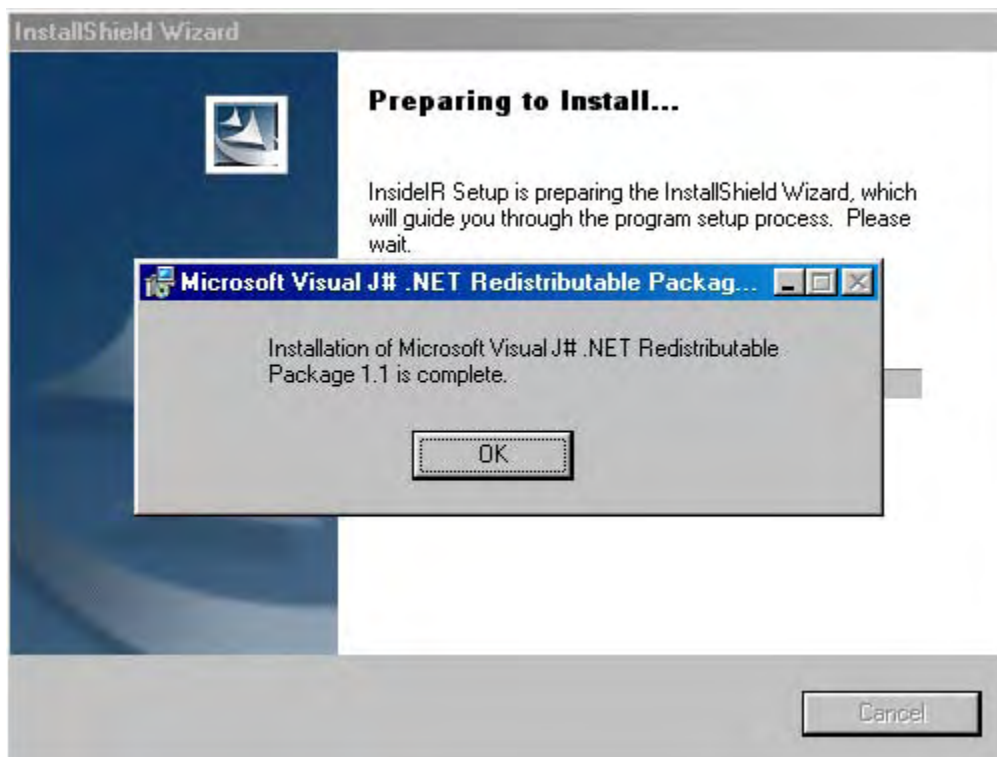 InstallShield Wizard
Preparing to Install...
InsideIR Setup is preparing the InstallShield Wizard, which
will guide you through the program setup process. Please
wait.
Microsoft Visual J# .NET Redistributable Packag...
Installation of Microsoft Visual J# .NET Redistributable
Package 1.1 is complete.
OK
Cancel